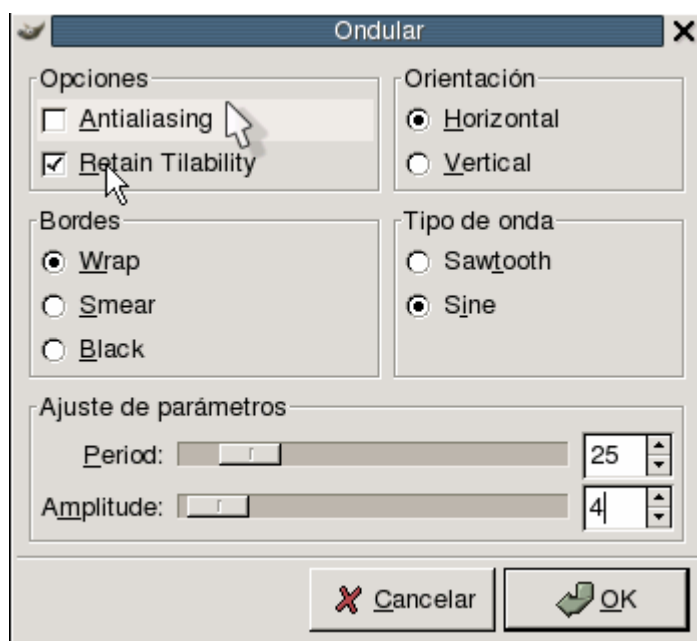 Ondular
Opciones
Antialiasing
Retain Tilability
Orientación
Horizontal
Vertical
Bordes
Wrap
Smear
Black
Tipo de onda
Sawtooth
Sine
Ajuste de parámetros
Period: 25
Amplitude: 4
Cancelar OK